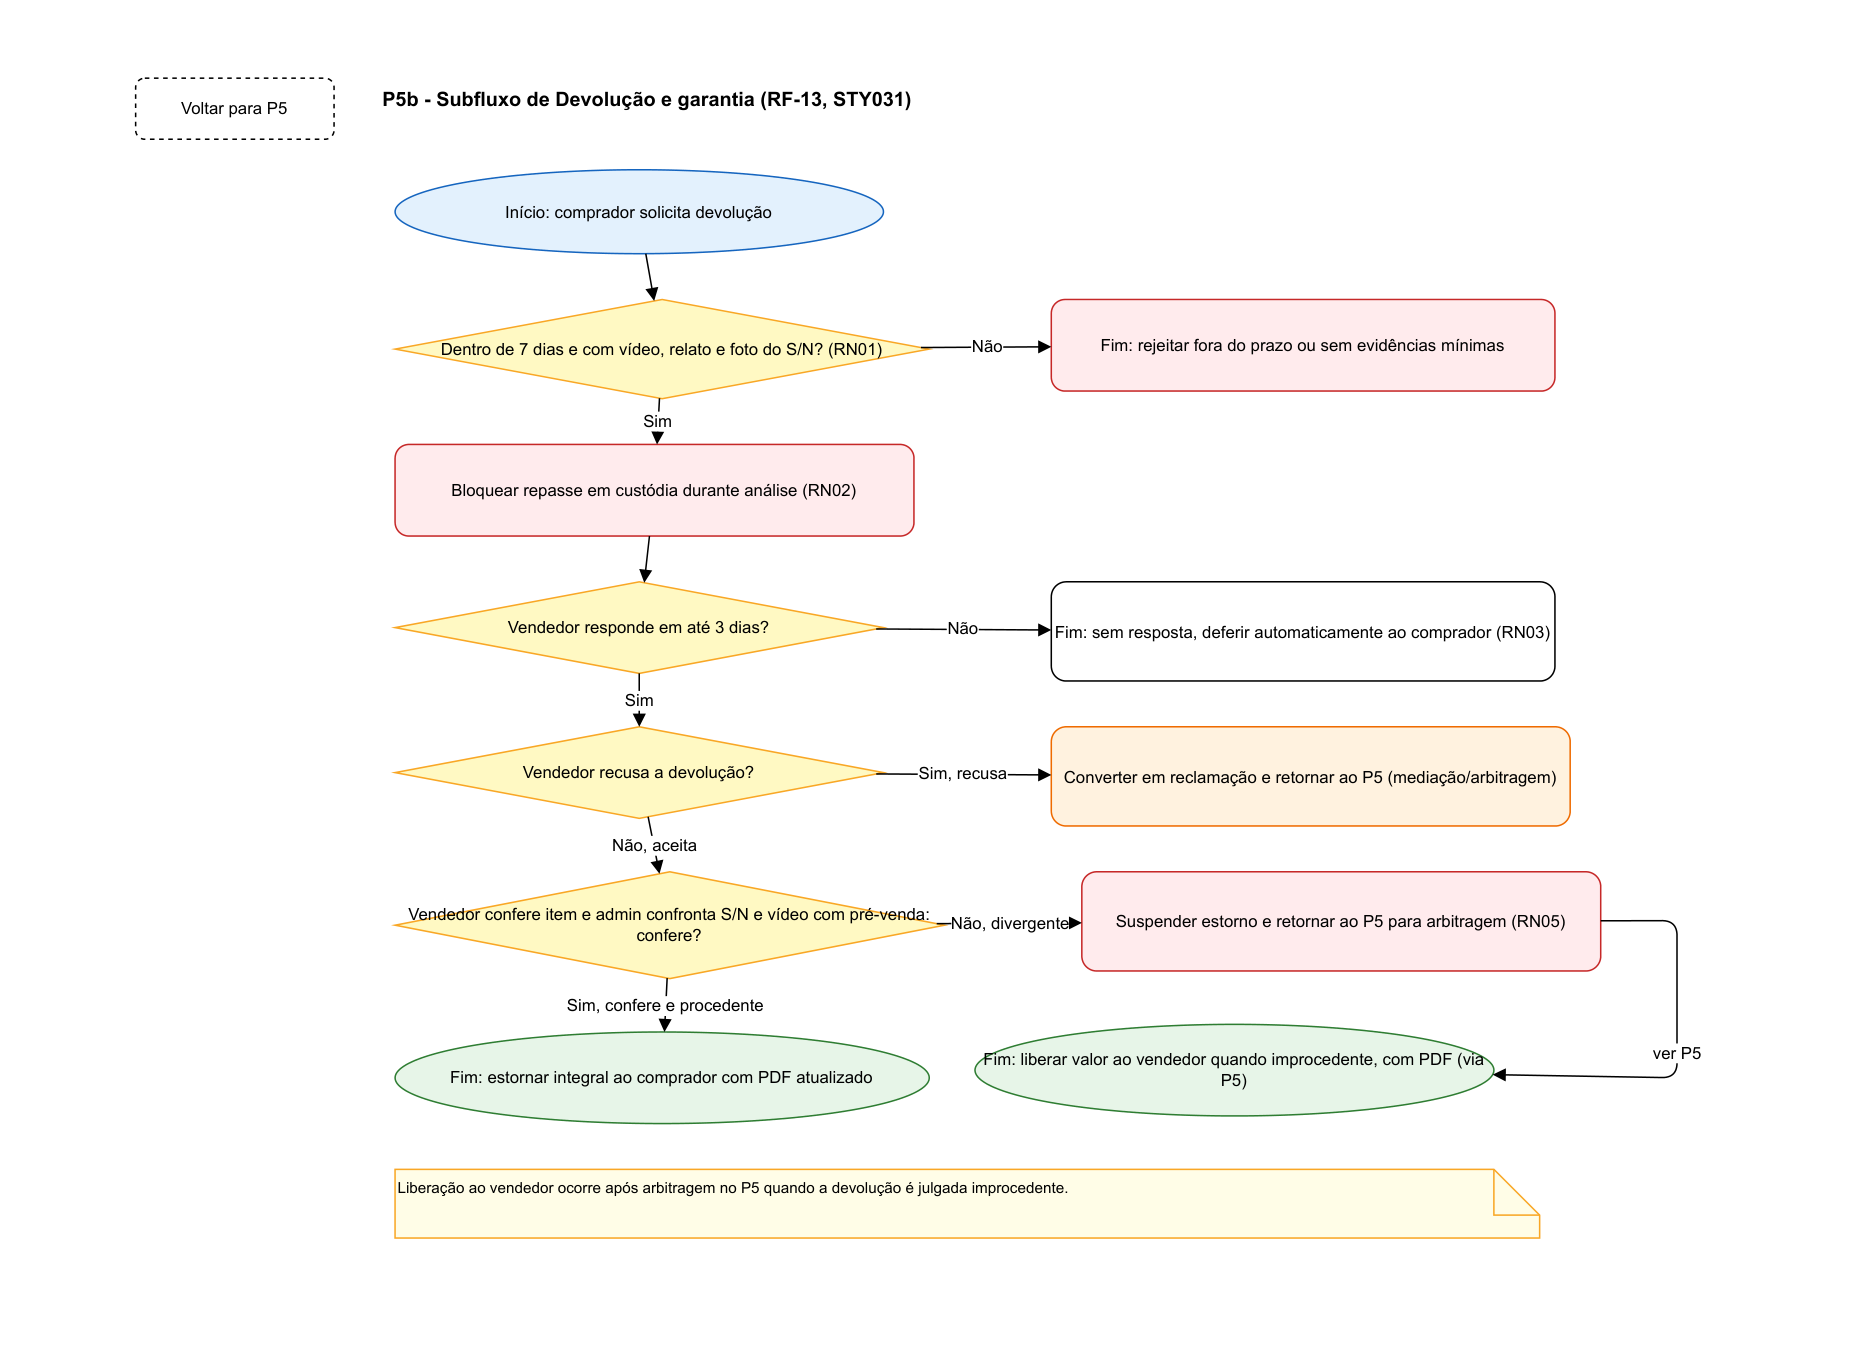 Voltar para P5
P5b - Subfluxo de Devolução e garantia (RF-13, STY031)
Início: comprador solicita devolução
Dentro de 7 dias e com vídeo, relato e foto do S/N? (RN01)
Não
Fim: rejeitar fora do prazo ou sem evidências mínimas
Sim
Bloquear repasse em custódia durante análise (RN02)
Vendedor responde em até 3 dias?
Não
Fim: sem resposta, deferir automaticamente ao comprador (RN03)
Sim
Vendedor recusa a devolução?
Sim, recusa
Converter em reclamação e retornar ao P5 (mediação/arbitragem)
Não, aceita
Vendedor confere item e admin confronta S/N e vídeo com pré-venda:
confere?
Não, divergente
Suspender estorno e retornar ao P5 para arbitragem (RN05)
Sim, confere e procedente
ver P5
Fim: estornar integral ao comprador com PDF atualizado
Fim: liberar valor ao vendedor quando improcedente, com PDF (via
P5)
Liberação ao vendedor ocorre após arbitragem no P5 quando a devolução é julgada improcedente.